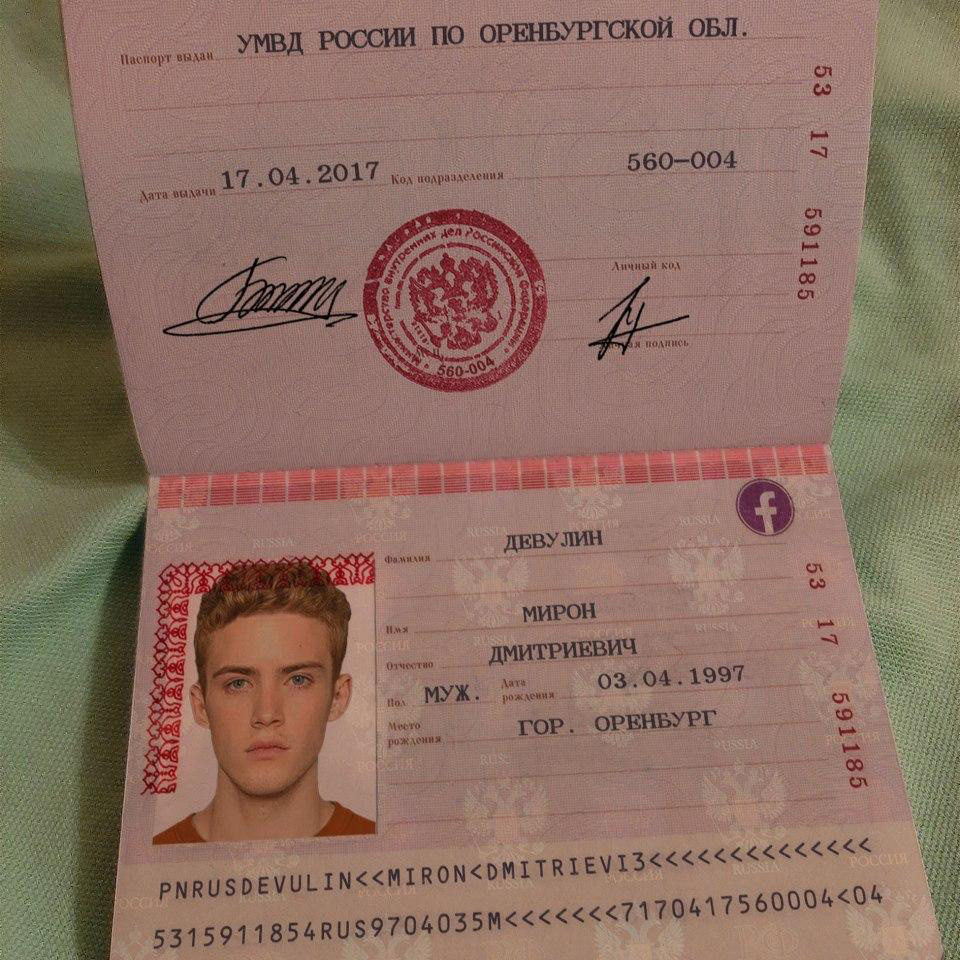 Паспорт выдан УМВД РОССИИ ПО ОРЕНБУРГСКОЙ ОБЛ.
Дата выдачи 17.04.2017 Код подразделения 560-004
53 17 591185
Министерство внутренних дел Российской Федерации
560-004
Личный код
подпись
f
Фамилия ДЕВУЛИН
Имя МИРОН
Отчество ДМИТРИЕВИЧ
Пол МУЖ. Дата рождения 03.04.1997
Место рождения ГОР. ОРЕНБУРГ
53 17 591185
РОССИЯ RUSSIA
PNRUSDEVULIN<<MIRON<DMITRIEVI3<<<<<<<<<<<<<<
5315911854RUS9704035M<<<<<<<7170417560004<04